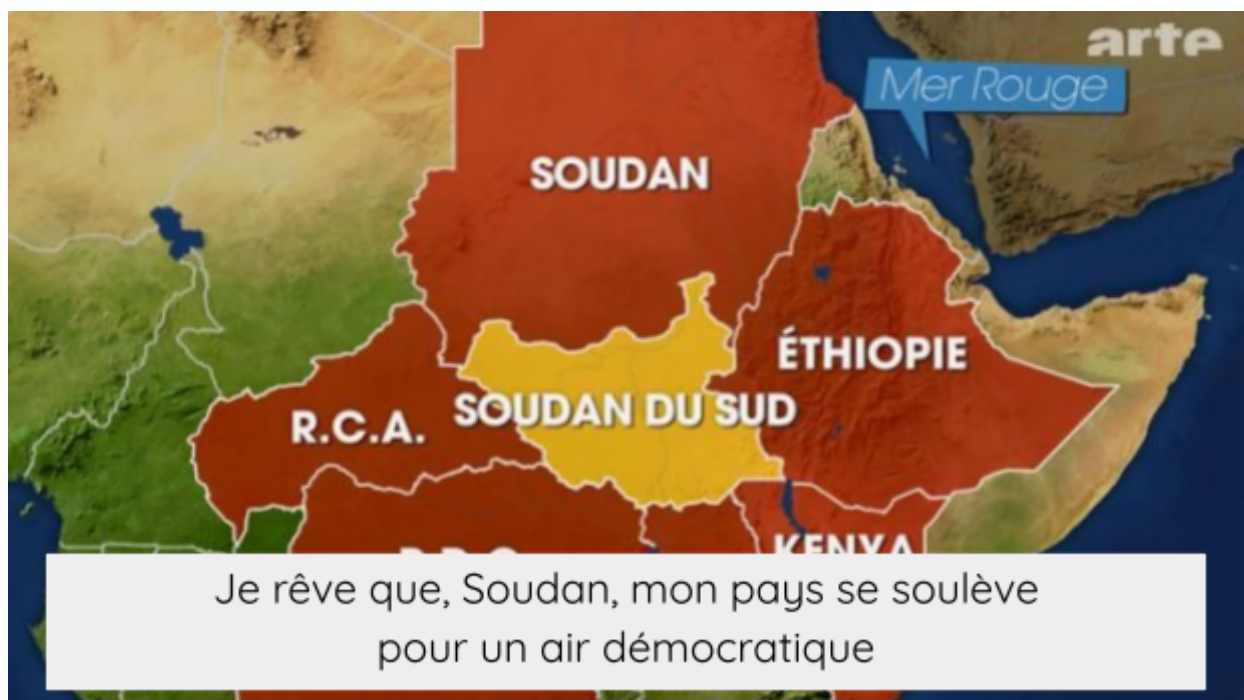 arte
Mer Rouge
SOUDAN
ÉTHIOPIE
SOUDAN DU SUD
R.C.A.
KENYA
Je rêve que, Soudan, mon pays se soulève
pour un air démocratique